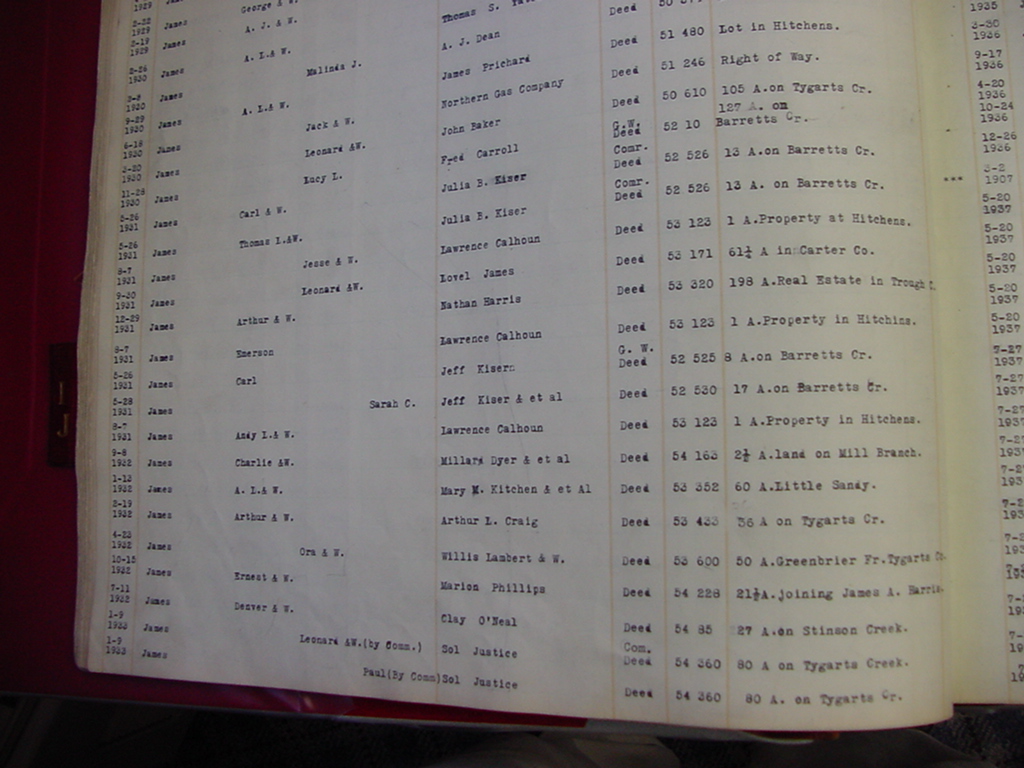 1929 James George & W.
2-22 1929 James A. J. & W.
2-19 1929 James A. L.& W. Thomas S.
2-26 1930 James Malinda J. A. J. Dean Deed 50
9-29 1930 James A. L.& W. James Prichard Deed 51 480 Lot in Hitchens.
6-18 1930 James Jack & W. Northern Gas Company Deed 51 246 Right of Way.
3-20 1930 James Leonard &W. John Baker Deed 50 610 105 A.on Tygarts Cr.
11-28 1930 James Lucy L. Fred Carroll G.W. Deed 52 10 127 A. on Barretts Cr.
5-26 1931 James Carl & W. Julia B. Kiser Comr. Deed 52 526 13 A.on Barretts Cr.
5-26 1931 James Thomas L.&W. Julia B. Kiser Comr. Deed 52 526 13 A. on Barretts Cr.
8-7 1931 James Jesse & W. Lawrence Calhoun Deed 53 123 1 A.Property at Hitchens.
9-30 1931 James Leonard &W. Lovel James Deed 53 171 61½ A in Carter Co.
12-29 1931 James Arthur & W. Nathan Harris Deed 53 320 198 A.Real Estate in Trough C.
8-7 1931 James Emerson Lawrence Calhoun Deed 53 123 1 A.Property in Hitchins.
5-26 1931 James Carl Jeff Kisern G. W. Deed 52 525 8 A.on Barretts Cr.
5-28 1931 James Sarah C. Jeff Kiser & et al Deed 52 530 17 A.on Barretts Cr.
8-7 1931 James Andy L.& W. Lawrence Calhoun Deed 53 123 1 A.Property in Hitchens.
9-8 1932 James Charlie &W. Millard Dyer & et al Deed 54 163 2½ A.land on Mill Branch.
1-13 1932 James A. L.& W. Mary M. Kitchen & et Al Deed 53 352 60 A.Little Sandy.
2-19 1932 James Arthur & W. Arthur L. Craig Deed 53 433 36 A on Tygarts Cr.
4-23 1932 James Ora & W. Willis Lambert & W. Deed 53 600 50 A.Greenbrier Fr.Tygarts Cr.
10-15 1932 James Ernest & W. Marion Phillips Deed 54 228 21½A.joining James A. Harris.
7-11 1932 James Denver & W. Clay O'Neal Deed 54 85 27 A.on Stinson Creek.
1-9 1933 James Leonard &W.(by Comm.) Sol Justice Com. Deed 54 360 80 A on Tygarts Creek.
1-9 1933 James Paul(By Comm) Sol Justice Deed 54 360 80 A. on Tygarts Cr.
1935
3-30 1936
9-17 1936
4-20 1936
10-24 1936
12-26 1936
*** 3-2 1907
5-20 1937
5-20 1937
5-20 1937
5-20 1937
5-20 1937
7-27 1937
7-27
I
J